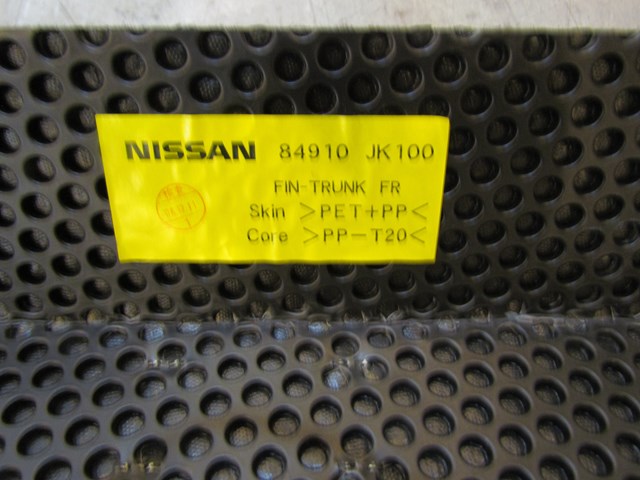 NISSAN 84910 JK100
FIN-TRUNK FR
Skin >PET+PP<
Core >PP-T20<